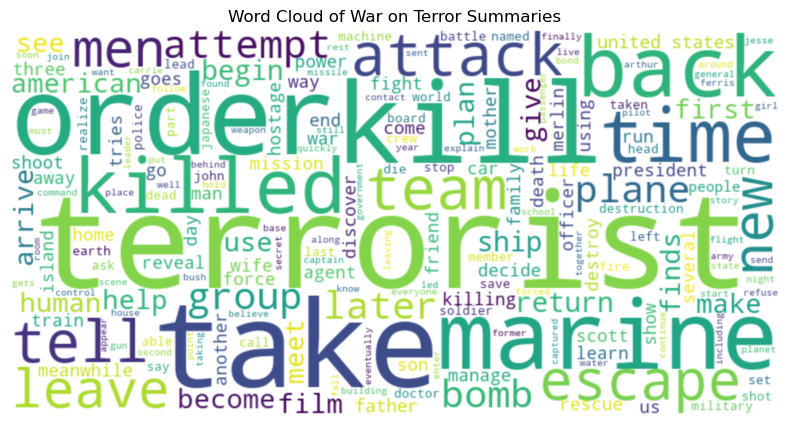 Word Cloud of War on Terror Summaries
soon
join
want
carrie
follow
men
attempt
lead
rest
sent
missile
machine
battle
named
finally
live
bond
attack
arthur
back
united states
around
general
ferris
jesse
see
three
american
goes
begin
power
way
game
must
realize
tries
leader
police
part
order
japanese
found
weapon
hostage
fight
contact
still
quickly
kill
world
plan
mother
board
crew
year
explain
give
come
work
passenger
merlin
using
taken
pilot
time
first
run
head
girl
shoot
away
command
put
place
go
dead
behind
well
john
man
hold
killed
mission
end
war
die
government
team
stop
car
family
school
death
officer
life
destruction
plane
president
people
turn
story
new
arrive
room
gets
island
home
earth
ask
control
scene
day
reveal
bush
terrorist
use
wife
force
base
secret
agent
along
last
captain
leaving
discover
friend
know
everyone
led
member
ship
decide
save
forced
together
destroy
fire
left
several
finds
flight
army
state
night
send
refuse
start
human
help
train
house
appear
able
gun
second
group
believe
point
taking
another
call
meet
later
soldier
son
killing
former
return
captured
scott
learn
show
make
continue
including
planet
tell
meanwhile
say
take
marine
enter
water
leave
become
film
fall
building
father
doctor
eventually
manage
bomb
escape
rescue
us
set
shot
military